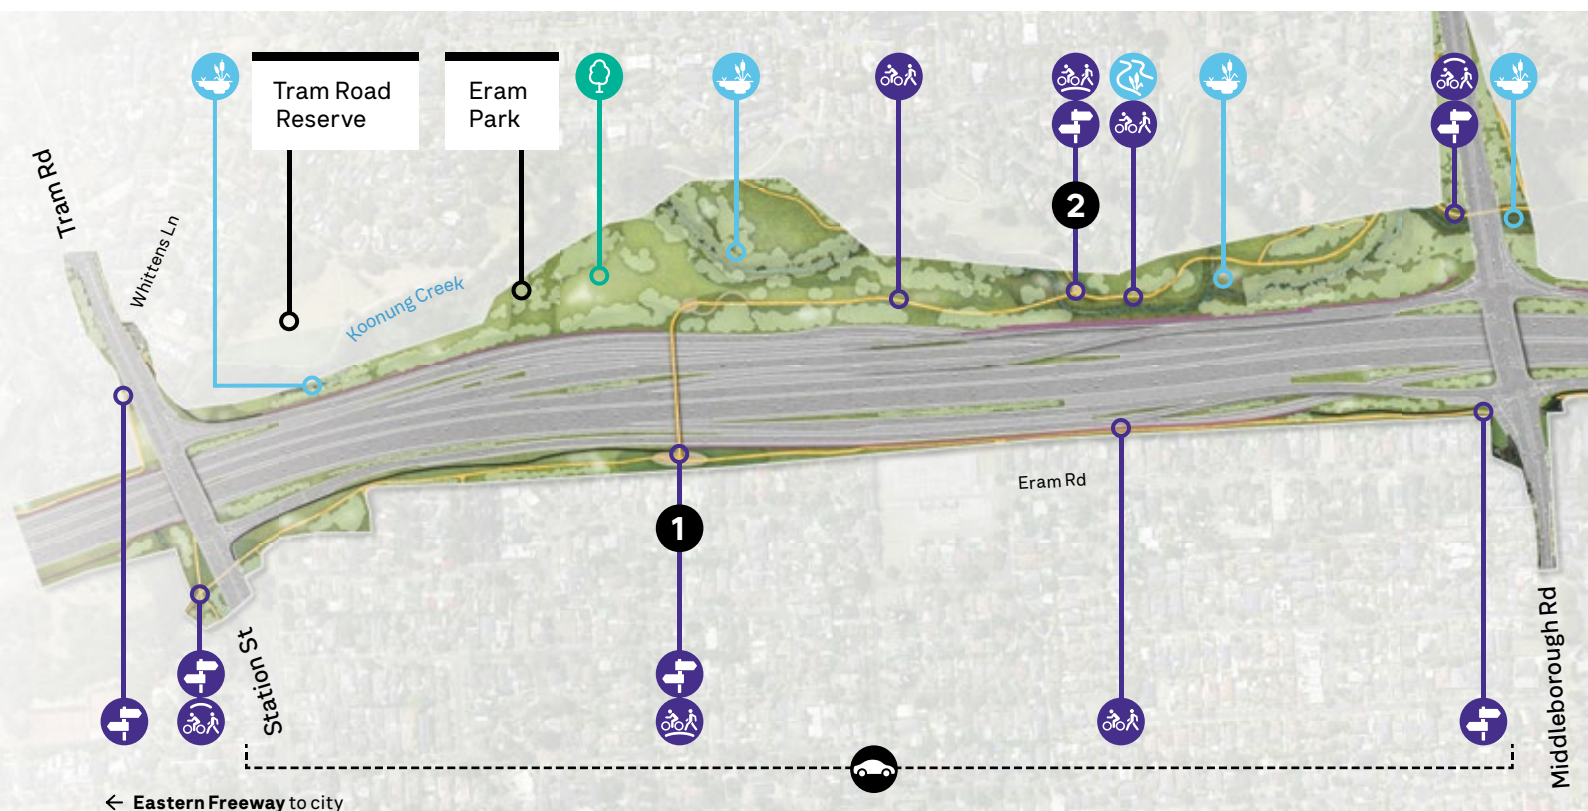 Tram Road
Reserve
Eram
Park
Tram Rd
Whittens Ln
Koonung Creek
2
Eram Rd
1
Station St
Middleborough Rd
← Eastern Freeway to city